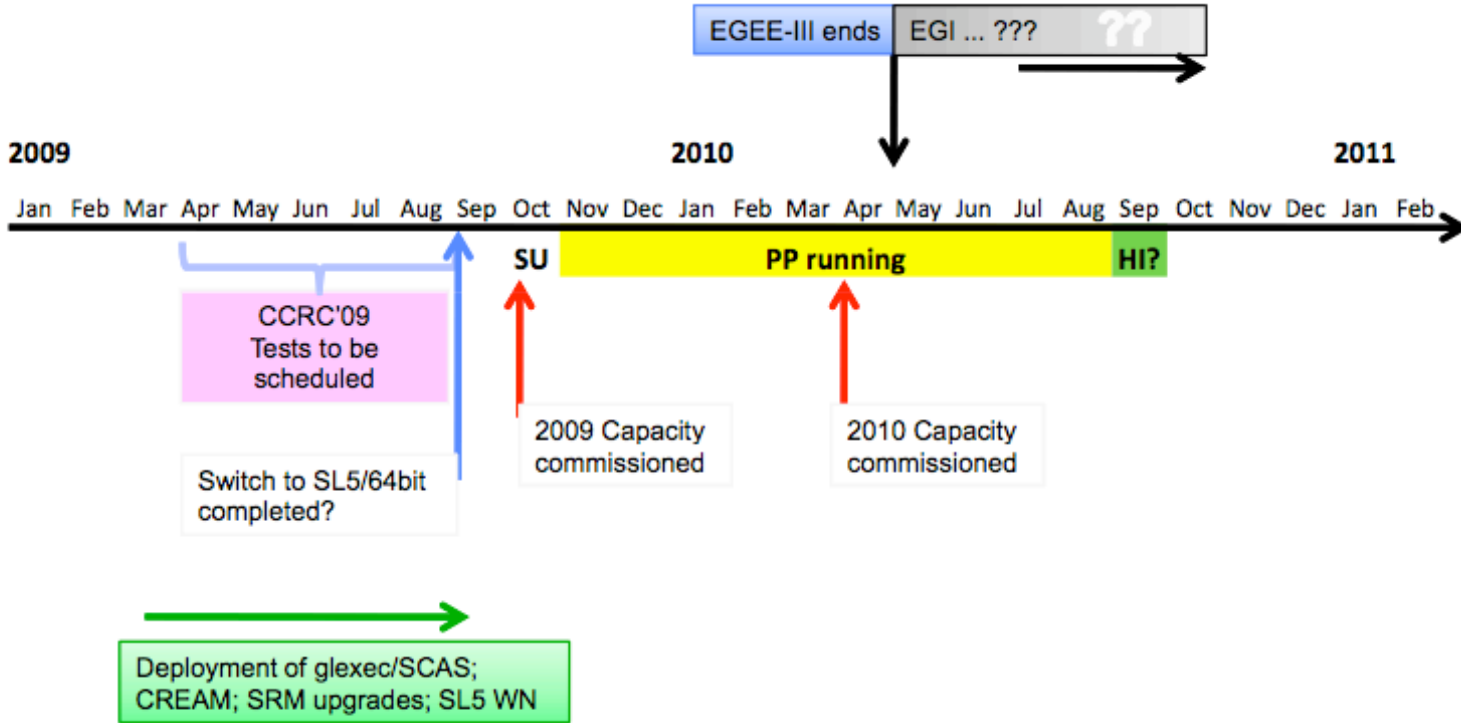 EGEE-III ends EGI ... ??? ??
2009 2010 2011
Jan Feb Mar Apr May Jun Jul Aug Sep Oct Nov Dec Jan Feb Mar Apr May Jun Jul Aug Sep Oct Nov Dec Jan Feb
SU PP running HI?
CCRC'09
Tests to be
scheduled
2009 Capacity
commissioned
2010 Capacity
commissioned
Switch to SL5/64bit
completed?
Deployment of glexec/SCAS;
CREAM; SRM upgrades; SL5 WN